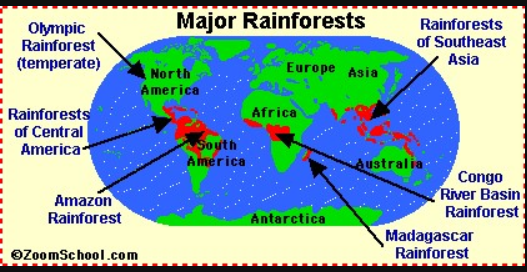 Major Rainforests
Olympic
Rainforest
(temperate)
Rainforests
of Southeast
Asia
North
America
Europe
Asia
Rainforests
of Central
America
Africa
South
America
Australia
Amazon
Rainforest
Congo
River Basin
Rainforest
Antarctica
Madagascar
Rainforest
©ZoomSchool.com